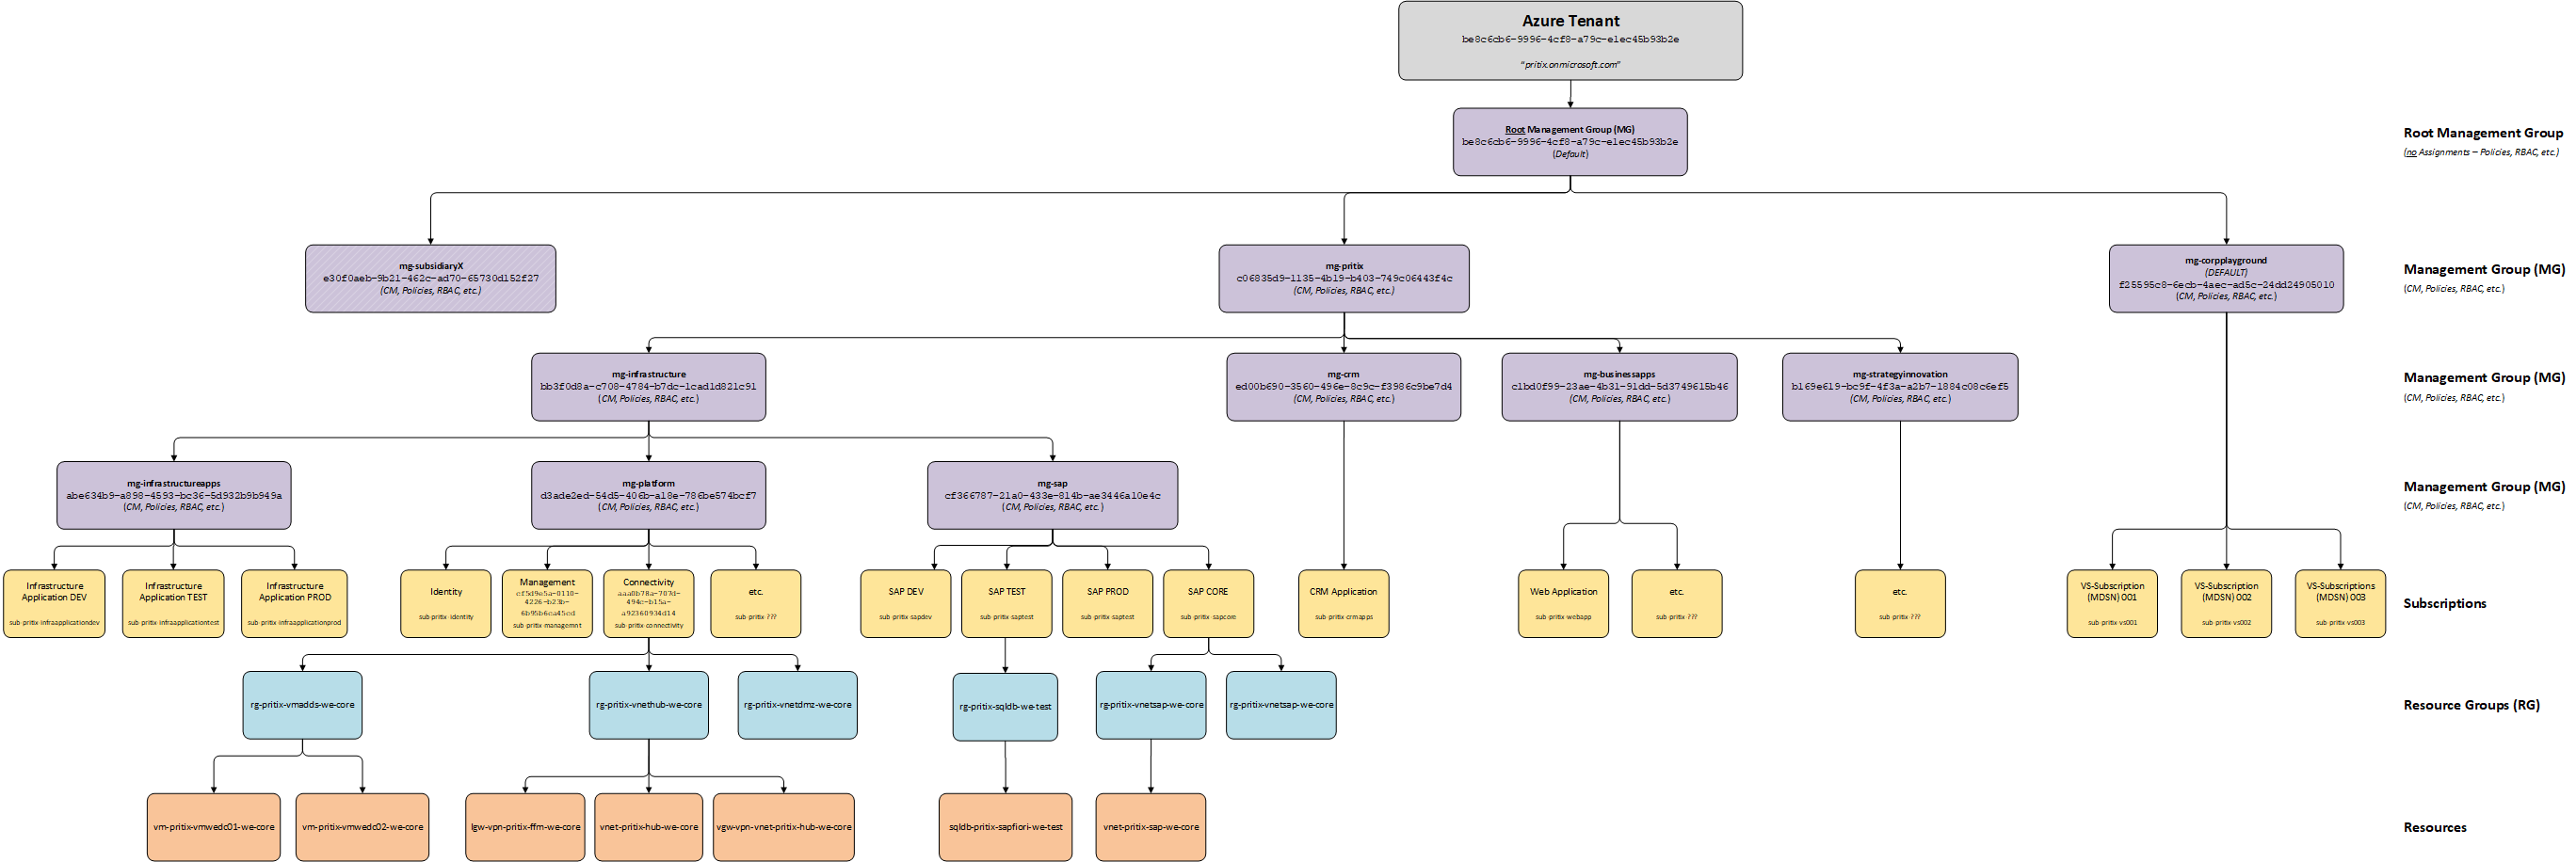 Azure Tenant
be8c6cb6-9996-4cf8-a79c-e1ec45b93b2e
"pritix.onmicrosoft.com"
Root Management Group (MG)
be8c6cb6-9996-4cf8-a79c-e1ec45b93b2e
(Default)
Root Management Group
(no Assignments – Policies, RBAC, etc.)
mg-subsidiaryX
e30f0aeb-9b21-462c-ad70-65730d152f27
(CM, Policies, RBAC, etc.)
mg-pritix
c06835d9-1135-4b19-b403-749c06443f4c
(CM, Policies, RBAC, etc.)
mg-corpplayground
(DEFAULT)
f25595c8-6ecb-4aec-ad5c-24dd24905010
(CM, Policies, RBAC, etc.)
Management Group (MG)
(CM, Policies, RBAC, etc.)
mg-infrastructure
bb3f0d8a-c708-4784-b7dc-1cad1d821c91
(CM, Policies, RBAC, etc.)
mg-crm
ed00b690-3560-496e-8c9c-f3986c9be7d4
(CM, Policies, RBAC, etc.)
mg-businessapps
c1bd0f99-23ae-4b31-91dd-5d3749615b46
(CM, Policies, RBAC, etc.)
mg-strategyinnovation
b169e619-bc9f-4f3a-a2b7-1884c08c6ef5
(CM, Policies, RBAC, etc.)
Management Group (MG)
(CM, Policies, RBAC, etc.)
mg-infrastructureapps
abe634b9-a898-4593-bc36-5d932b9b949a
(CM, Policies, RBAC, etc.)
mg-platform
d3ade2ed-54d5-406b-a18e-786be574bcf7
(CM, Policies, RBAC, etc.)
mg-sap
cf366787-21a0-433e-814b-ae3446a10e4c
(CM, Policies, RBAC, etc.)
Management Group (MG)
(CM, Policies, RBAC, etc.)
Infrastructure
Application DEV
sub-pritix-infraapplicationdev
Infrastructure
Application TEST
sub-pritix-infraapplicationtest
Infrastructure
Application PROD
sub-pritix-infraapplicationprod
Identity
sub-pritix-identity
Management
cf5d9e5a-0110-
4226-b23b-
6b95b6ca45cd
sub-pritix-managemnt
Connectivity
aaa0b78a-707d-
494c-b15a-
a92360934d14
sub-pritix-connectivity
etc.
sub-pritix-???
SAP DEV
sub-pritix-sapdev
SAP TEST
sub-pritix-saptest
SAP PROD
sub-pritix-saptest
SAP CORE
sub-pritix-sapcore
CRM Application
sub-pritix-crmapps
Web Application
sub-pritix-webapp
etc.
sub-pritix-???
etc.
sub-pritix-???
VS-Subscription
(MDSN) 001
sub-pritix-vs001
VS-Subscription
(MDSN) 002
sub-pritix-vs002
VS-Subscriptions
(MDSN) 003
sub-pritix-vs003
Subscriptions
rg-pritix-vmadds-we-core
rg-pritix-vnethub-we-core
rg-pritix-vnetdmz-we-core
rg-pritix-sqldb-we-test
rg-pritix-vnetsap-we-core
rg-pritix-vnetsap-we-core
Resource Groups (RG)
vm-pritix-vmwedc01-we-core
vm-pritix-vmwedc02-we-core
lgw-vpn-pritix-ffm-we-core
vnet-pritix-hub-we-core
vgw-vpn-vnet-pritix-hub-we-core
sqldb-pritix-sapfiori-we-test
vnet-pritix-sap-we-core
Resources